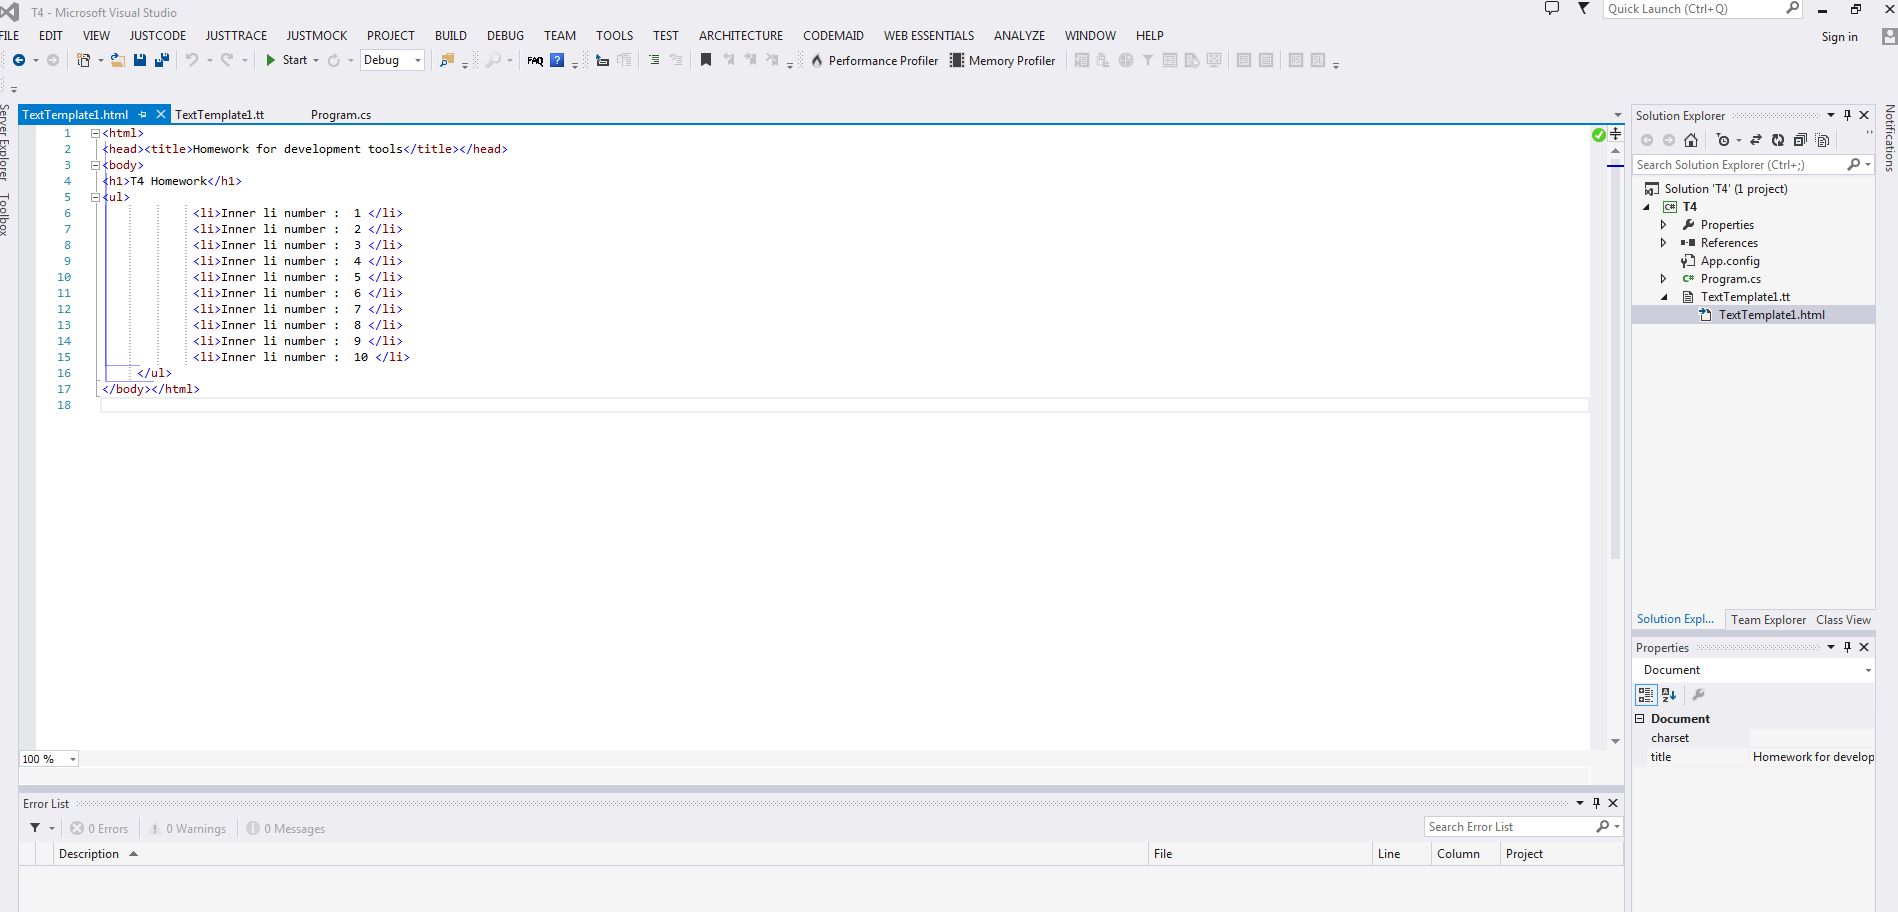 T4 - Microsoft Visual Studio
Quick Launch (Ctrl+Q)
FILE EDIT VIEW JUSTCODE JUSTTRACE JUSTMOCK PROJECT BUILD DEBUG TEAM TOOLS TEST ARCHITECTURE CODEMAID WEB ESSENTIALS ANALYZE WINDOW HELP
Sign in
Start Debug FAQ ? Performance Profiler Memory Profiler
Server Explorer
Toolbox
TextTemplate1.html TextTemplate1.tt Program.cs
1 <html>
2 <head><title>Homework for development tools</title></head>
3 <body>
4 <h1>T4 Homework</h1>
5 <ul>
6 <li>Inner li number :  1 </li>
7 <li>Inner li number :  2 </li>
8 <li>Inner li number :  3 </li>
9 <li>Inner li number :  4 </li>
10 <li>Inner li number :  5 </li>
11 <li>Inner li number :  6 </li>
12 <li>Inner li number :  7 </li>
13 <li>Inner li number :  8 </li>
14 <li>Inner li number :  9 </li>
15 <li>Inner li number :  10 </li>
16 </ul>
17 </body></html>
18
100 %
Solution Explorer
Search Solution Explorer (Ctrl+;)
Solution 'T4' (1 project)
C# T4
Properties
References
App.config
C# Program.cs
TextTemplate1.tt
TextTemplate1.html
Solution Expl... Team Explorer Class View
Notifications
Properties
Document
Document
charset
title Homework for develop
Error List
0 Errors 0 Warnings 0 Messages
Search Error List
Description File Line Column Project